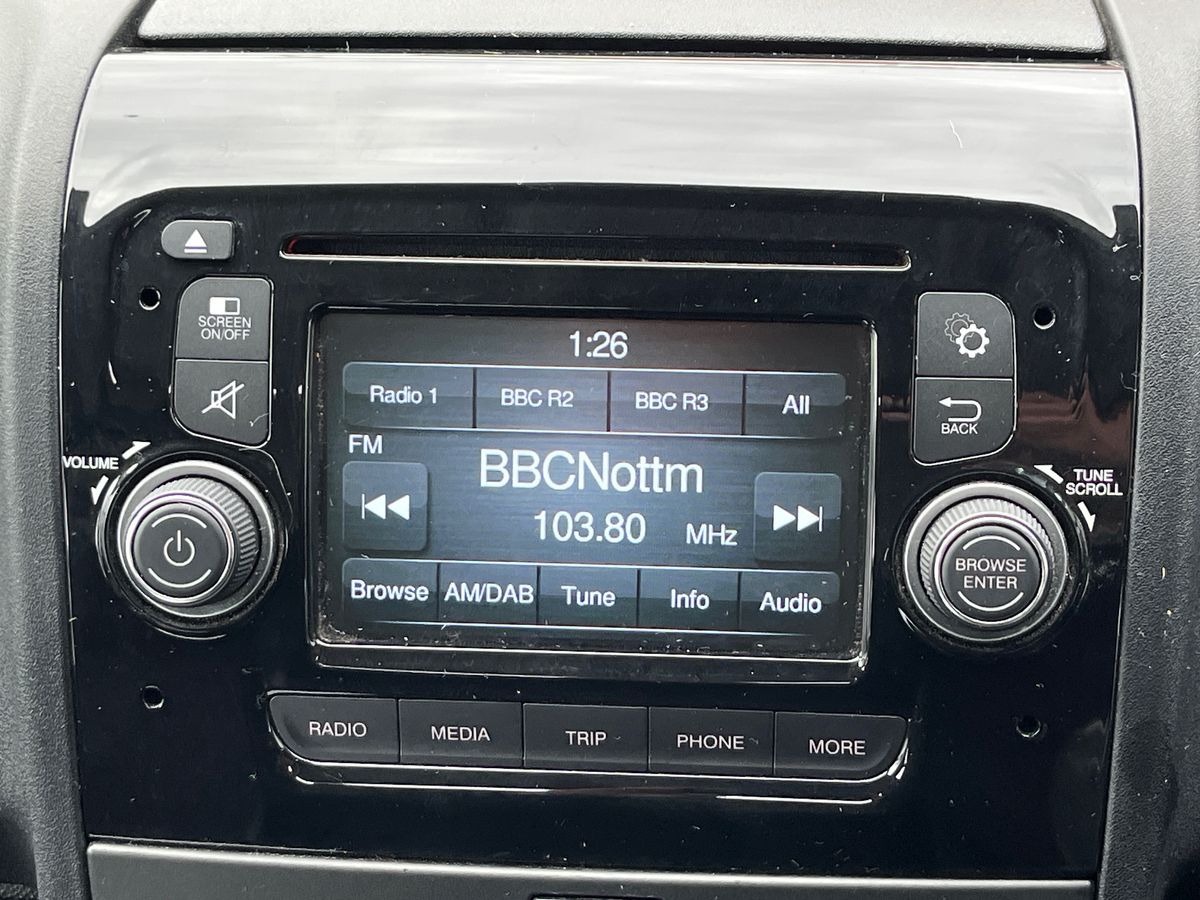 SCREEN
ON/OFF
1:26
Radio 1 BBC R2 BBC R3 All
BACK
FM
BBCNottm
VOLUME
TUNE
SCROLL
103.80 MHz
BROWSE
ENTER
Browse AM/DAB Tune Info Audio
RADIO MEDIA TRIP PHONE MORE